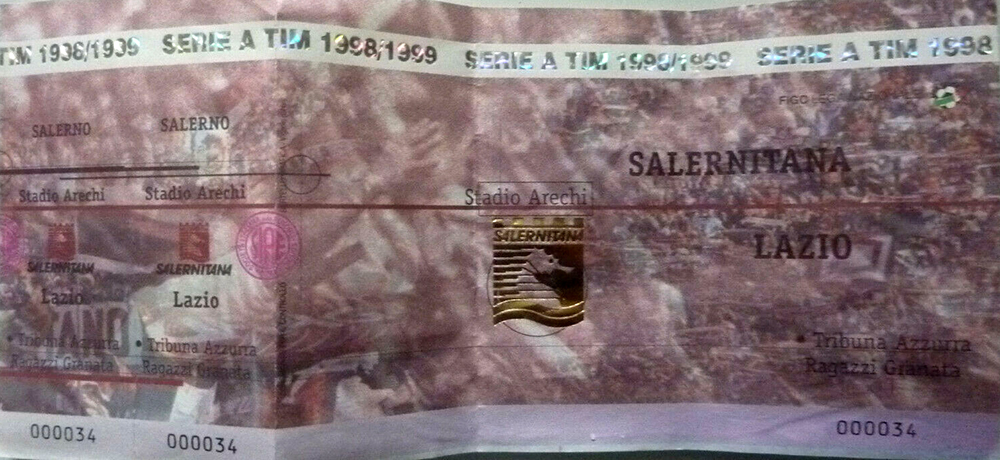 TIM 1998/1999 SERIE A TIM 1998/1999 SERIE A TIM 1998/1999 SERIE A TIM 1998
SALERNO
Stadio Arechi
SALERNITANA
Lazio
• Tribuna Azzurra
Ragazzi Granata
000034
SALERNO
Stadio Arechi
SALERNITANA
Lazio
• Tribuna Azzurra
Ragazzi Granata
000034
Stadio Arechi
SALERNITANA
SALERNITANA
LAZIO
• Tribuna Azzurra
Ragazzi Granata
000034